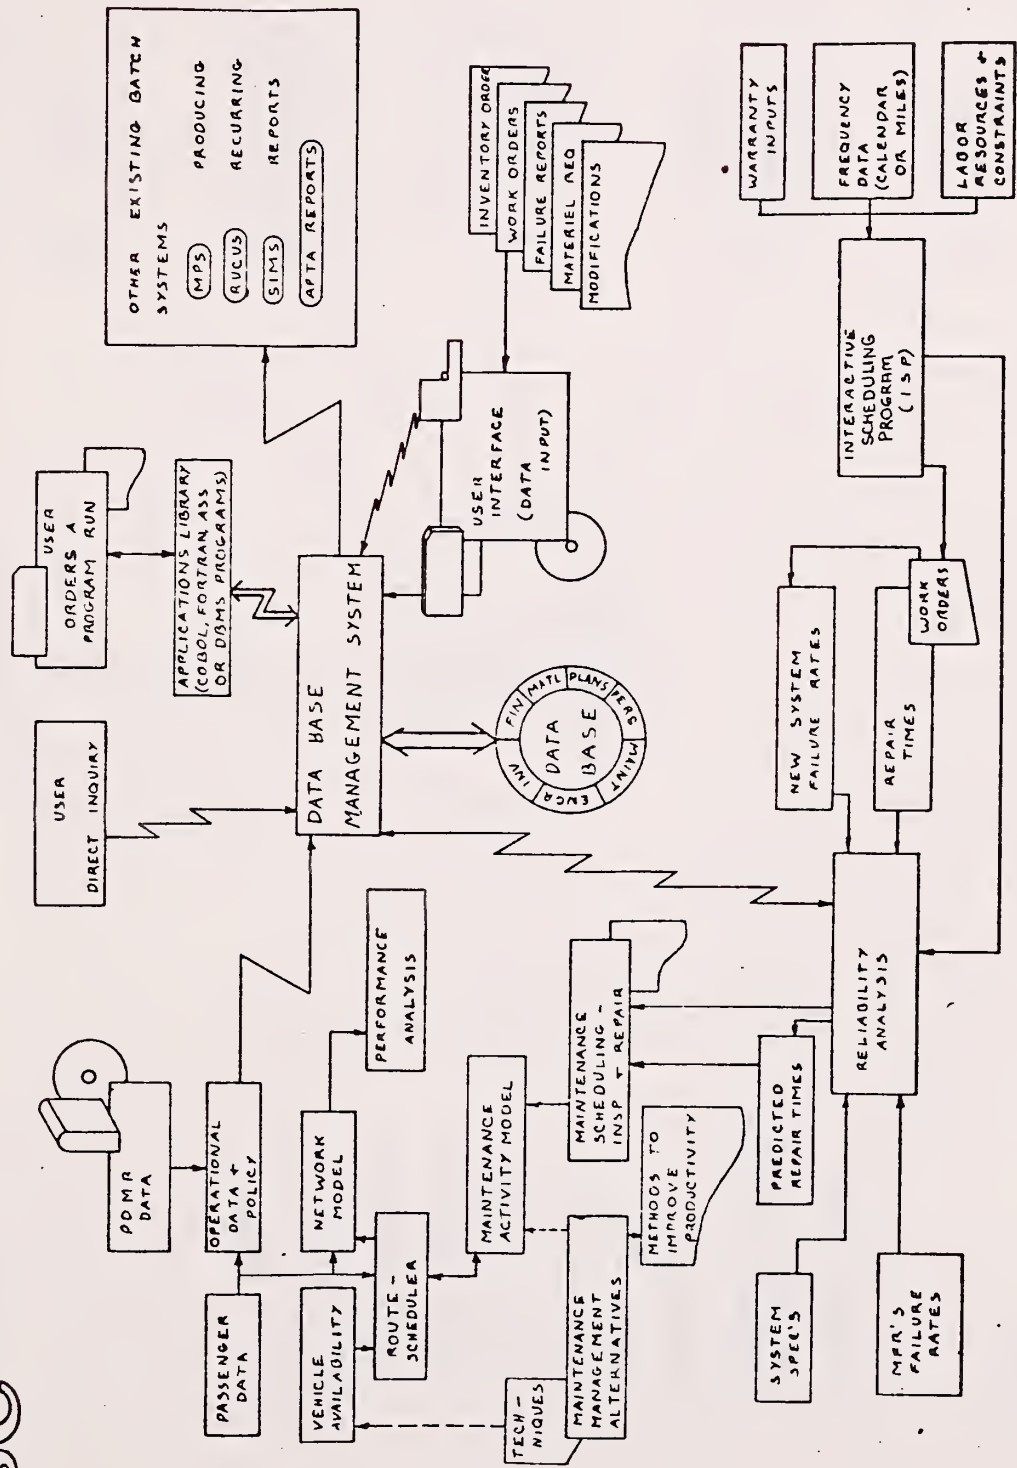 OTHER EXISTING BATCH
SYSTEMS
MPS PRODUCING
RUCUS RECURRING
SIMS REPORTS
APTA REPORTS
USER
ORDERS A
PROGRAM RUN
APPLICATIONS LIBRARY
(COBOL, FORTRAN, ASS
OR DBMS PROGRAMS)
USER
DIRECT INQUIRY
DATA BASE
MANAGEMENT SYSTEM
INVENTORY ORDER
WORK ORDERS
FAILURE REPORTS
MATERIEL REQ
MODIFICATIONS
USER
INTERFACE
(DATA
INPUT)
DATA
BASE
INV
FIN
MATL
PLANS
PERS
MAINT
ENGR
PDMR
DATA
OPERATIONAL
DATA +
POLICY
PASSENGER
DATA
NETWORK
MODEL
PERFORMANCE
ANALYSIS
VEHICLE
AVAILABILITY
ROUTE -
SCHEDULER
MAINTENANCE
ACTIVITY MODEL
TECH -
NIQUES
MAINTENANCE
MANAGEMENT
ALTERNATIVES
MAINTENANCE
SCHEDULING -
INSP + REPAIR
METHODS TO
IMPROVE
PRODUCTIVITY
PREDICTED
REPAIR TIMES
SYSTEM
SPEC'S
MPR'S
FAILURE
RATES
RELIABILITY
ANALYSIS
NEW SYSTEM
FAILURE RATES
REPAIR
TIMES
WORK
ORDERS
INTERACTIVE
SCHEDULING
PROGRAM
(ISP)
WARRANTY
INPUTS
FREQUENCY
DATA
(CALENDAR
OR MILES)
LABOR
RESOURCES +
CONSTRAINTS